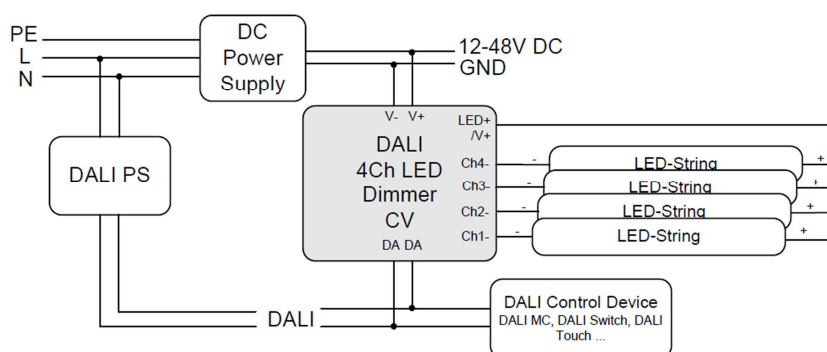 PE
L
N
DC
Power
Supply
12-48V DC
GND
V- V+
LED+
/V+
DALI
4Ch LED
Dimmer
CV
DA DA
Ch4-
Ch3-
Ch2-
Ch1-
- LED-String +
- LED-String +
- LED-String +
- LED-String +
DALI PS
DALI
DALI Control Device
DALI MC, DALI Switch, DALI
Touch ...